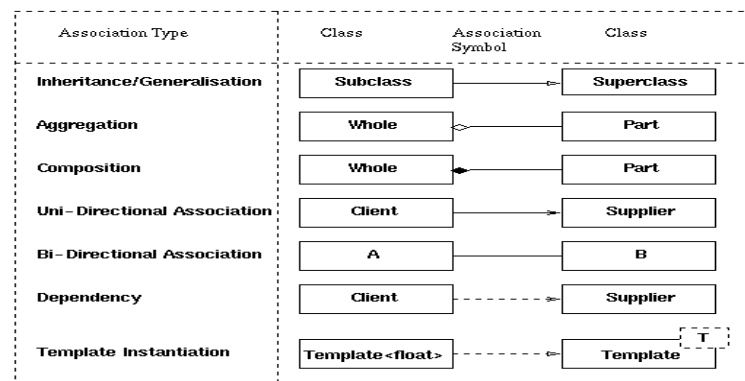 Association Type Class Association Symbol Class
Inheritance/Generalisation Subclass Superclass
Aggregation Whole Part
Composition Whole Part
Uni-Directional Association Client Supplier
Bi-Directional Association A B
Dependency Client Supplier
T
Template Instantiation Template<float> Template